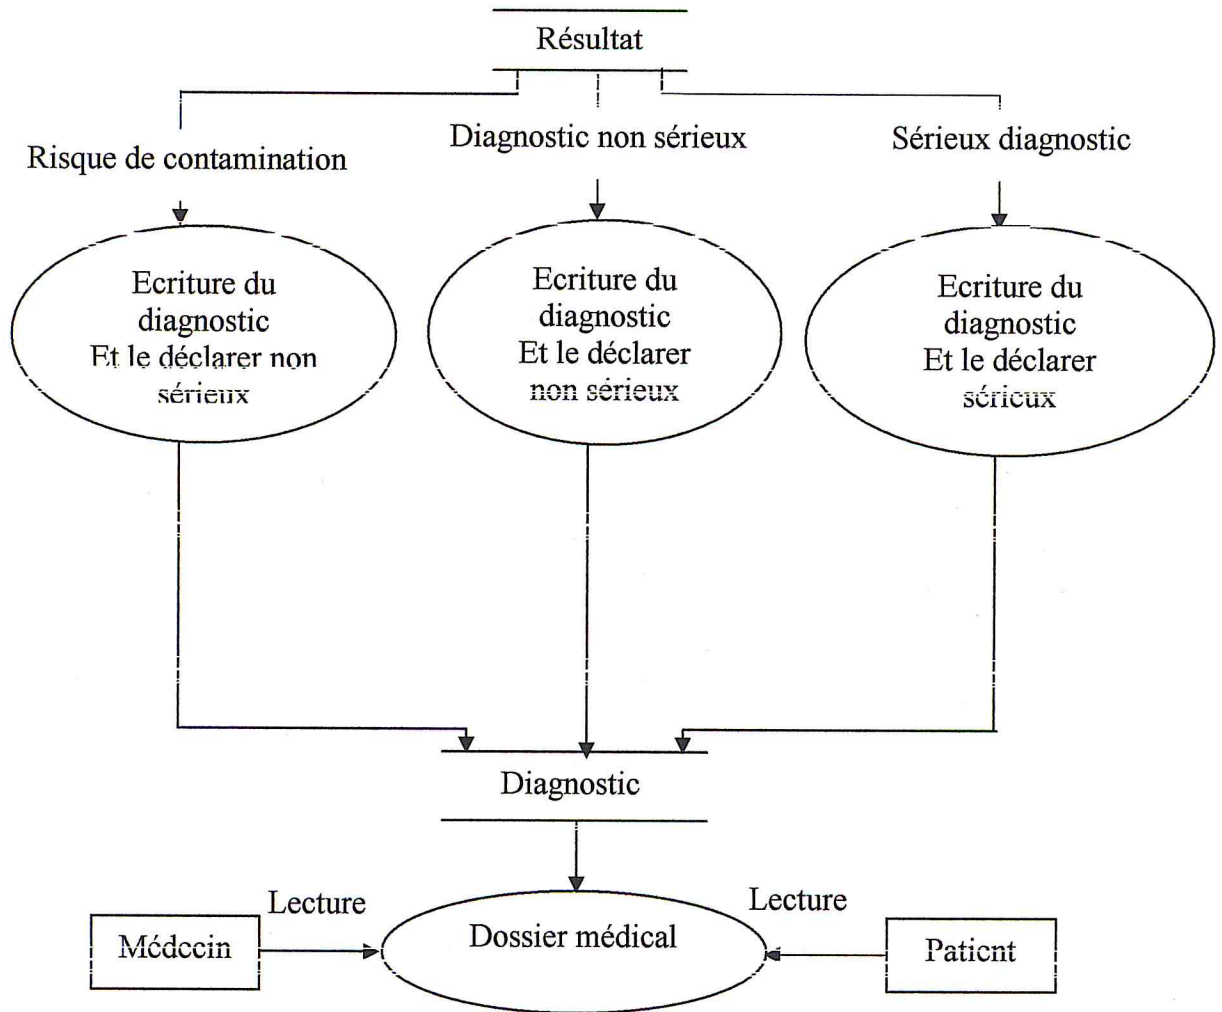 Résultat
Risque de contamination
Diagnostic non sérieux
Sérieux diagnostic
Ecriture du
diagnostic
Et le déclarer non
sérieux
Ecriture du
diagnostic
Et le déclarer
non sérieux
Ecriture du
diagnostic
Et le déclarer
sérieux
Diagnostic
Lecture
Lecture
Médecin
Dossier médical
Patient